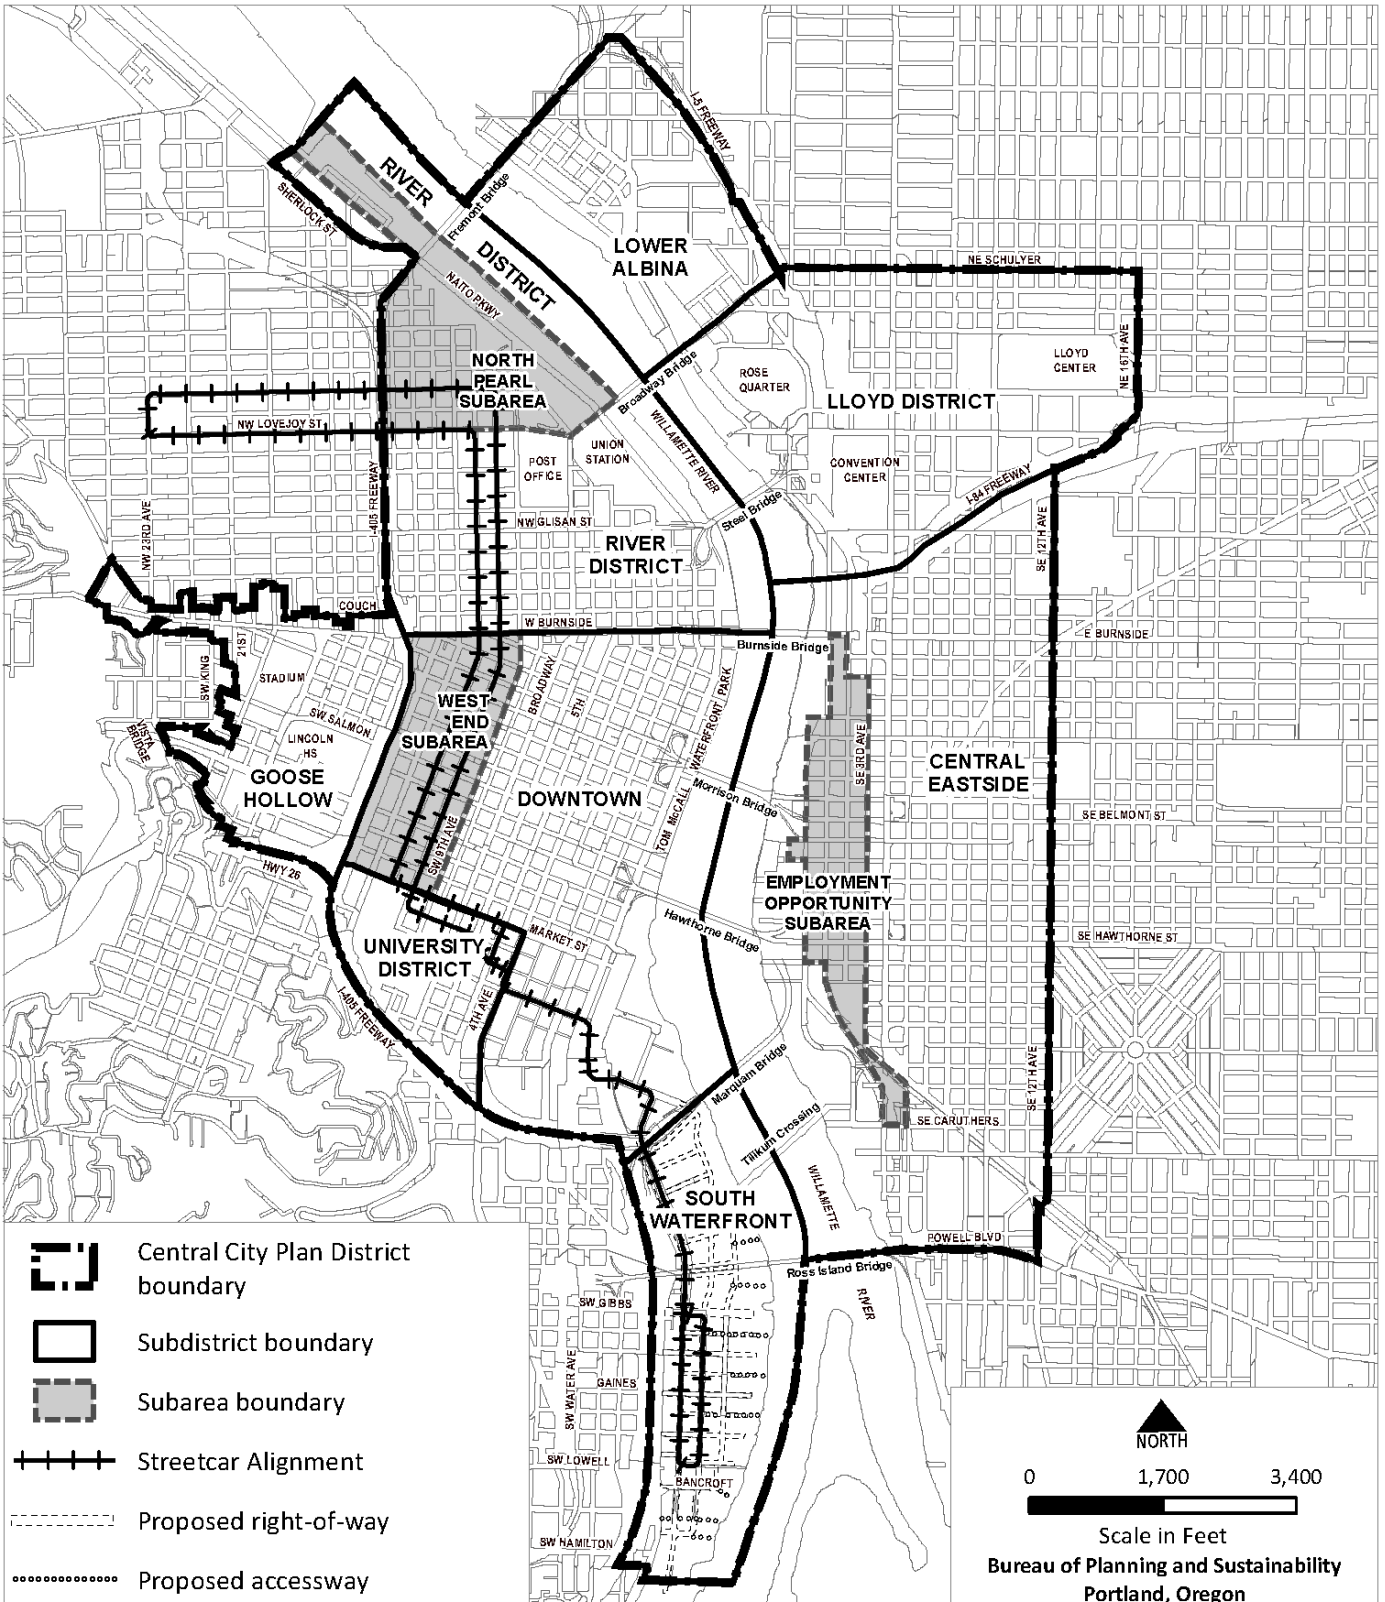 I-5 FREEWAY
RIVER
DISTRICT
SHERLOCK ST
Fremont Bridge
LOWER
ALBINA
NE SCHULYER
NAITO PKWY
NORTH
PEARL
SUBAREA
Broadway Bridge
ROSE
QUARTER
LLOYD
CENTER
NE 16TH AVE
LLOYD DISTRICT
NW LOVEJOY ST
WILLAMETTE RIVER
UNION
STATION
POST
OFFICE
CONVENTION
CENTER
I-84 FREEWAY
I-405 FREEWAY
NW 23RD AVE
NW GLISAN ST
Steel Bridge
SE 12TH AVE
RIVER
DISTRICT
COUCH
W BURNSIDE
E BURNSIDE
Burnside Bridge
21ST
SW KING
STADIUM
BROADWAY
5TH
WEST
END
SUBAREA
SW SALMON
LINCOLN
HS
VISTA
BRIDGE
GOOSE
HOLLOW
DOWNTOWN
TOM McCALL WATERFRONT PARK
Morrison Bridge
SE 3RD AVE
CENTRAL
EASTSIDE
SE BELMONT ST
SW 9TH AVE
HWY 26
EMPLOYMENT
OPPORTUNITY
SUBAREA
Hawthorne Bridge
SE HAWTHORNE ST
MARKET ST
UNIVERSITY
DISTRICT
I-405 FREEWAY
4TH AVE
Marquam Bridge
SE 12TH AVE
Tilikum Crossing
SE CARUTHERS
SOUTH
WATERFRONT
WILLAMETTE
RIVER
POWELL BLVD
Ross Island Bridge
SW GIBBS
SW WATER AVE
GAINES
SW LOWELL
BANCROFT
SW HAMILTON
Central City Plan District
boundary
Subdistrict boundary
Subarea boundary
Streetcar Alignment
Proposed right-of-way
Proposed accessway
NORTH
0 1,700 3,400
Scale in Feet
Bureau of Planning and Sustainability
Portland, Oregon